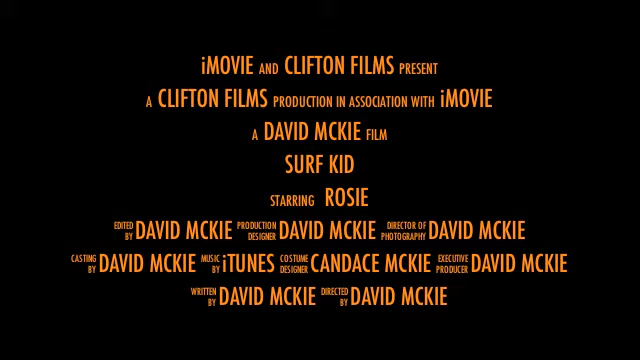 iMOVIE AND CLIFTON FILMS PRESENT
A CLIFTON FILMS PRODUCTION IN ASSOCIATION WITH iMOVIE
A DAVID MCKIE FILM
SURF KID
STARRING ROSIE
EDITED BY DAVID MCKIE PRODUCTION DESIGNER DAVID MCKIE DIRECTOR OF PHOTOGRAPHY DAVID MCKIE
CASTING BY DAVID MCKIE MUSIC BY iTUNES COSTUME DESIGNER CANDACE MCKIE EXECUTIVE PRODUCER DAVID MCKIE
WRITTEN BY DAVID MCKIE DIRECTED BY DAVID MCKIE